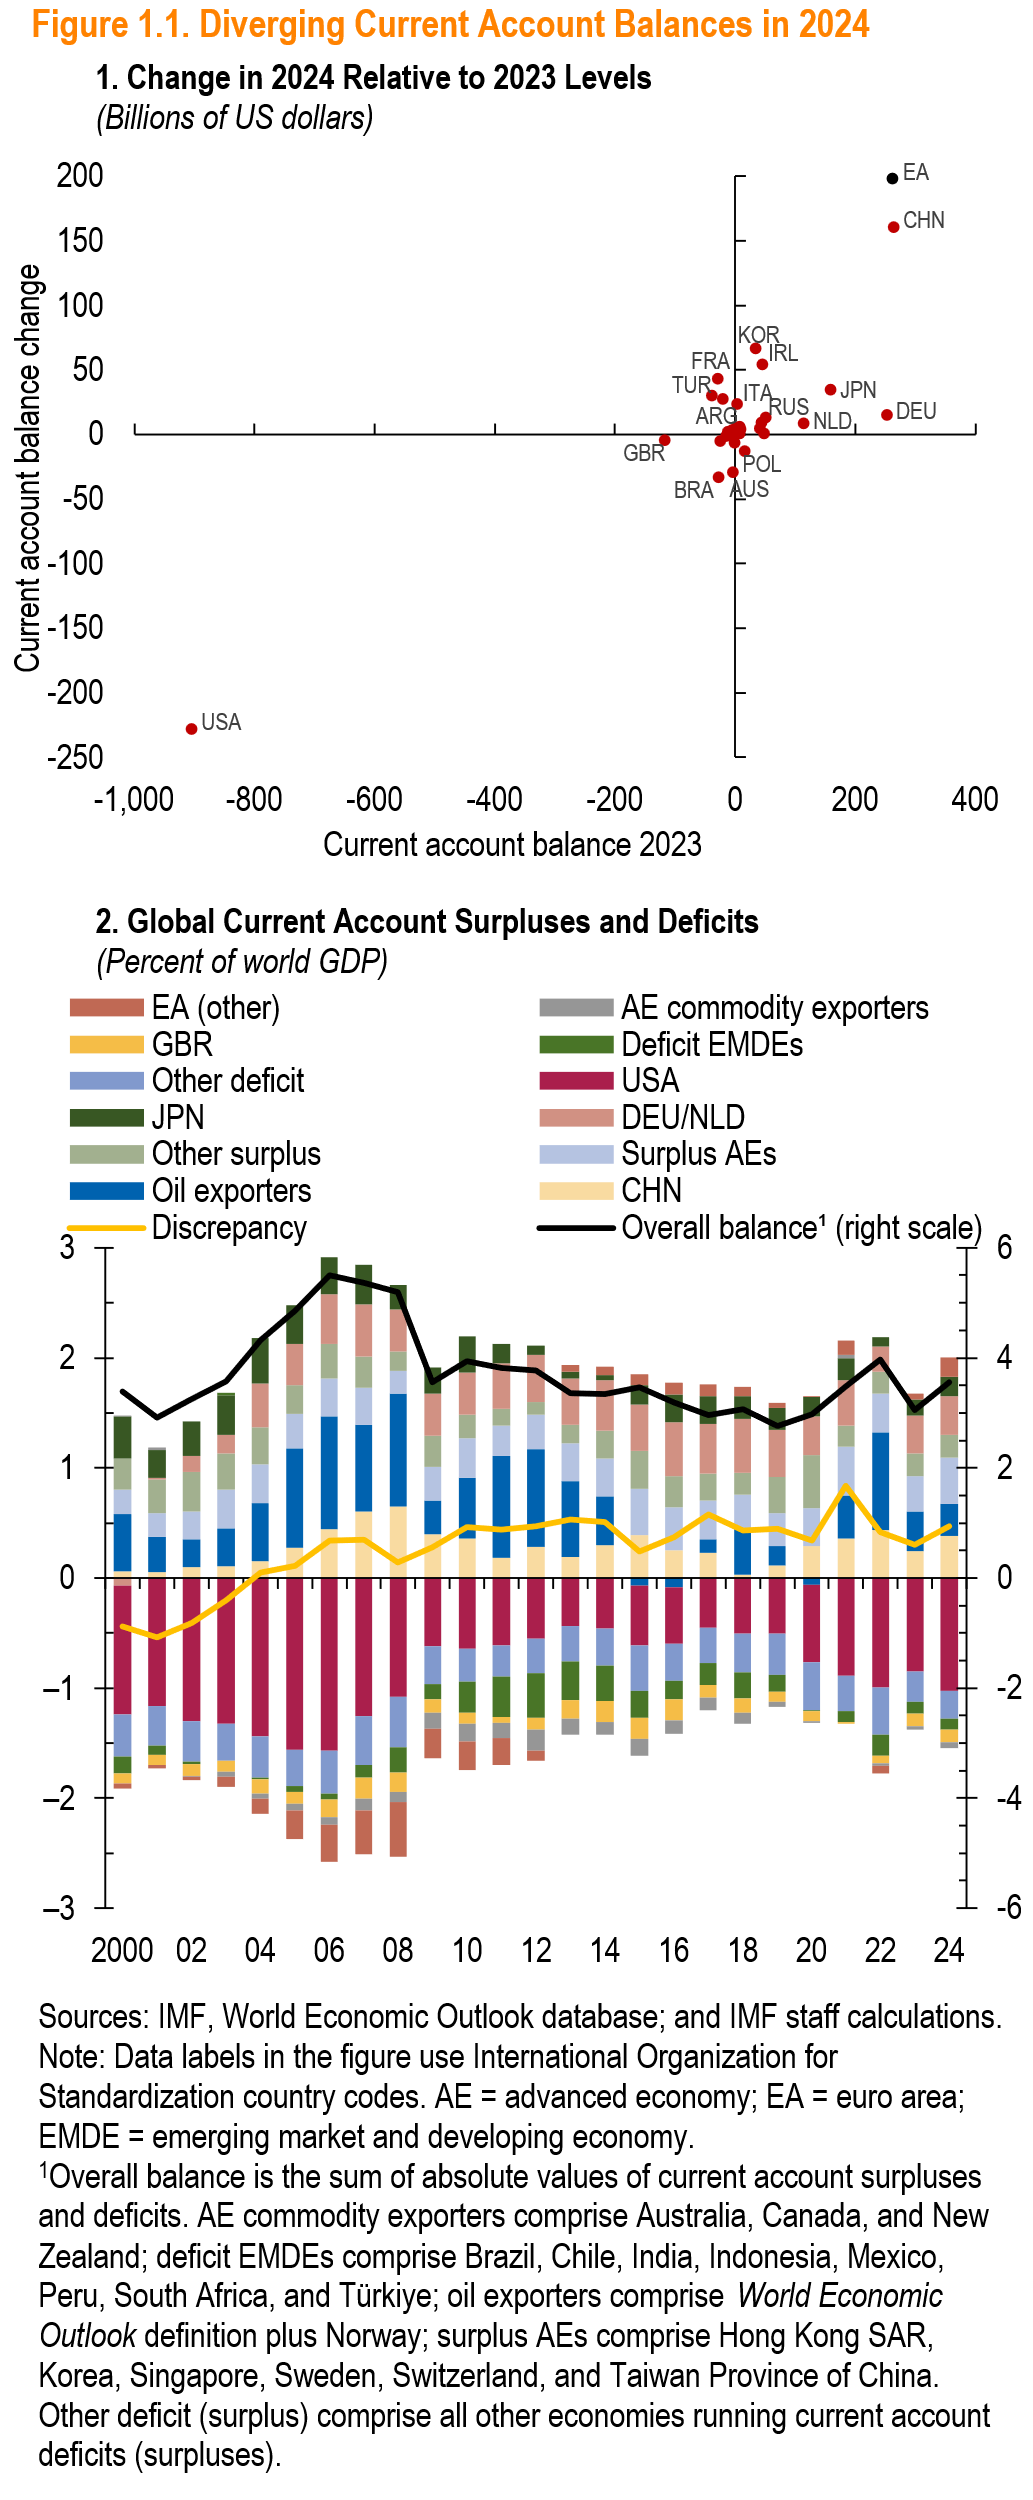 Figure 1.1. Diverging Current Account Balances in 2024
1. Change in 2024 Relative to 2023 Levels
(Billions of US dollars)
Current account balance change
200
150
100
50
0
-50
-100
-150
-200
-250
EA
CHN
KOR
IRL
FRA
TUR
ITA
JPN
ARG
RUS
DEU
NLD
GBR
POL
BRA
AUS
USA
-1,000
-800
-600
-400
-200
0
200
400
Current account balance 2023
2. Global Current Account Surpluses and Deficits
(Percent of world GDP)
EA (other)
AE commodity exporters
GBR
Deficit EMDEs
Other deficit
USA
JPN
DEU/NLD
Other surplus
Surplus AEs
Oil exporters
CHN
Discrepancy
Overall balance¹ (right scale)
3
2
1
0
–1
–2
–3
6
4
2
0
-2
-4
-6
2000
02
04
06
08
10
12
14
16
18
20
22
24
Sources: IMF, World Economic Outlook database; and IMF staff calculations.
Note: Data labels in the figure use International Organization for
Standardization country codes. AE = advanced economy; EA = euro area;
EMDE = emerging market and developing economy.
¹Overall balance is the sum of absolute values of current account surpluses
and deficits. AE commodity exporters comprise Australia, Canada, and New
Zealand; deficit EMDEs comprise Brazil, Chile, India, Indonesia, Mexico,
Peru, South Africa, and Türkiye; oil exporters comprise World Economic
Outlook definition plus Norway; surplus AEs comprise Hong Kong SAR,
Korea, Singapore, Sweden, Switzerland, and Taiwan Province of China.
Other deficit (surplus) comprise all other economies running current account
deficits (surpluses).